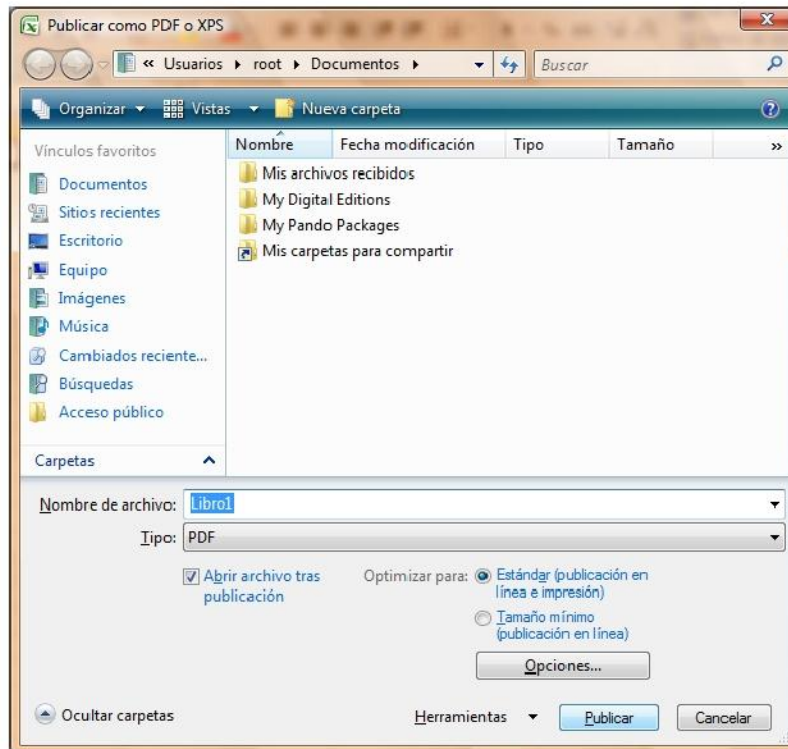 Publicar como PDF o XPS
« Usuarios ▸ root ▸ Documentos ▸
Buscar
Organizar
Vistas
Nueva carpeta
Vínculos favoritos
Documentos
Sitios recientes
Escritorio
Equipo
Imágenes
Música
Cambiados reciente...
Búsquedas
Acceso público
Carpetas
Nombre Fecha modificación Tipo Tamaño »
Mis archivos recibidos
My Digital Editions
My Pando Packages
Mis carpetas para compartir
Nombre de archivo: Libro1
Tipo: PDF
Abrir archivo tras
publicación
Optimizar para:
Estándar (publicación en
línea e impresión)
Tamaño mínimo
(publicación en línea)
Opciones...
Ocultar carpetas
Herramientas
Publicar
Cancelar